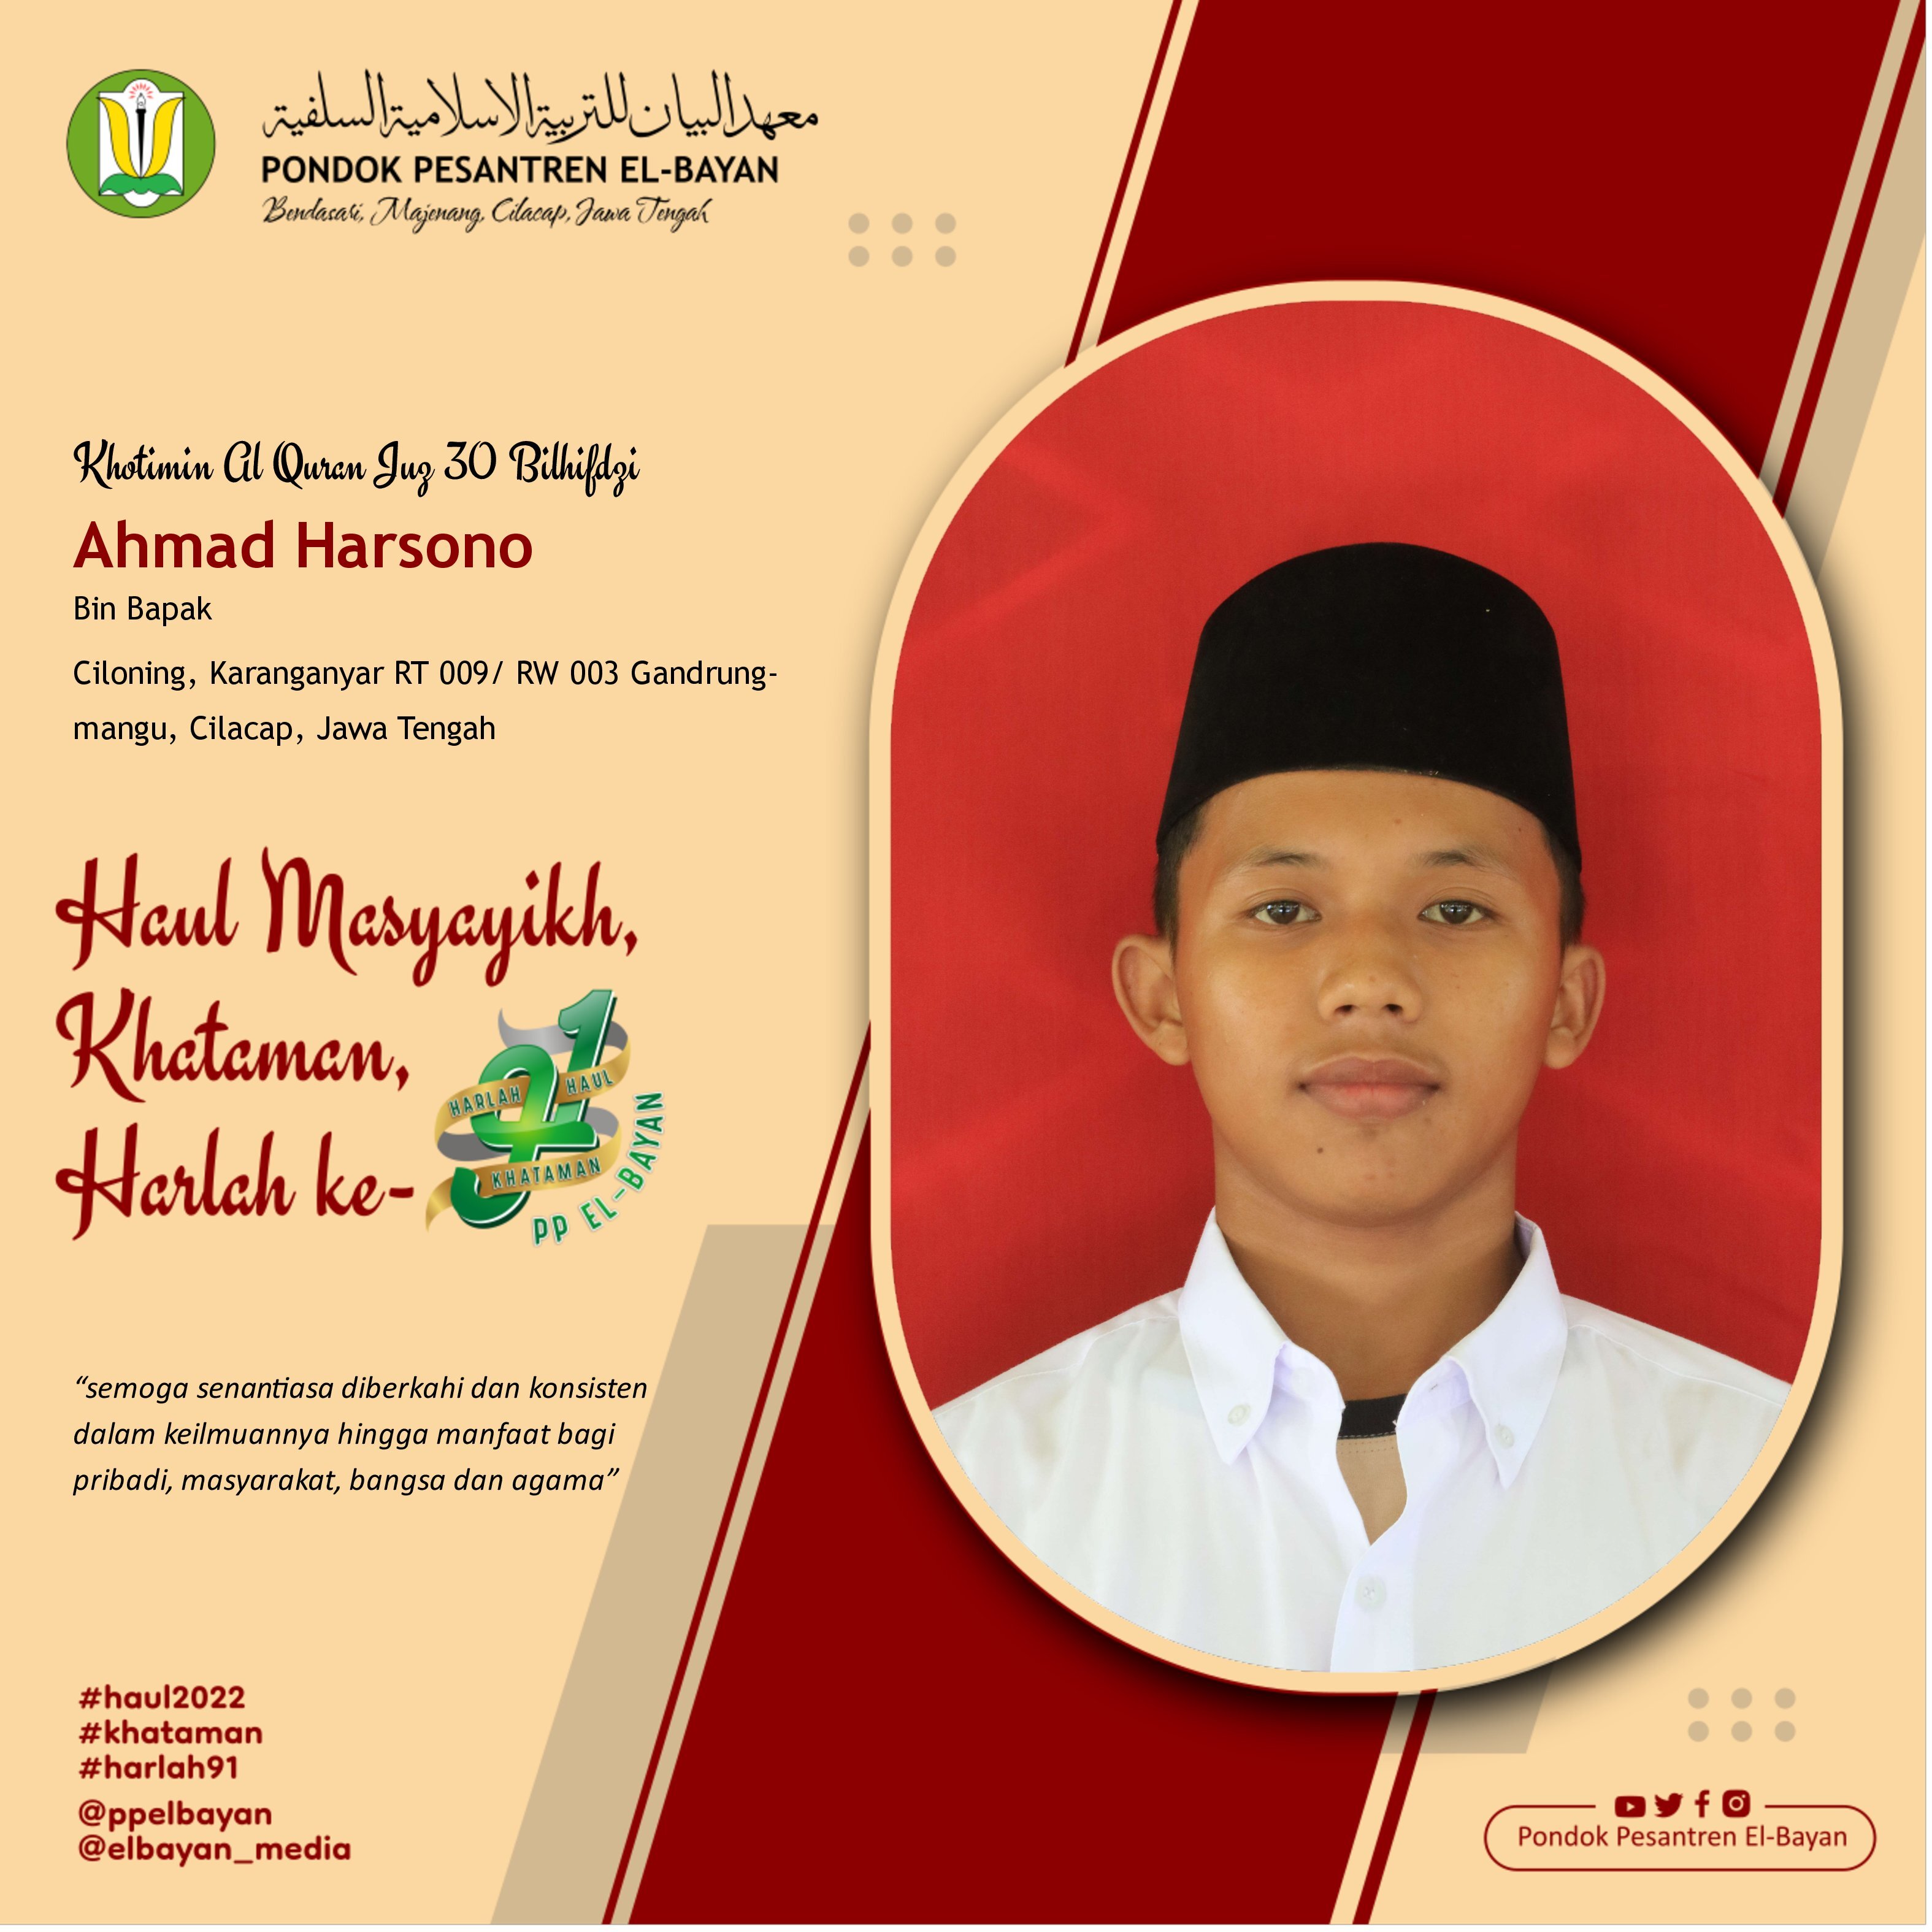 معهد البيان للتربية الاسلامية السلفية
PONDOK PESANTREN EL-BAYAN
Bendasari, Majenang, Cilacap, Jawa Tengah
Khotimin Al Quran Juz 30 Bilhifdzi
Ahmad Harsono
Bin Bapak
Ciloning, Karanganyar RT 009/ RW 003 Gandrung-
mangu, Cilacap, Jawa Tengah
Haul Masyayikh,
Khataman,
Harlah ke-
91
HARLAH HAUL
KHATAMAN
PP EL-BAYAN
“semoga senantiasa diberkahi dan konsisten
dalam keilmuannya hingga manfaat bagi
pribadi, masyarakat, bangsa dan agama”
#haul2022
#khataman
#harlah91
@ppelbayan
@elbayan_media
Pondok Pesantren El-Bayan